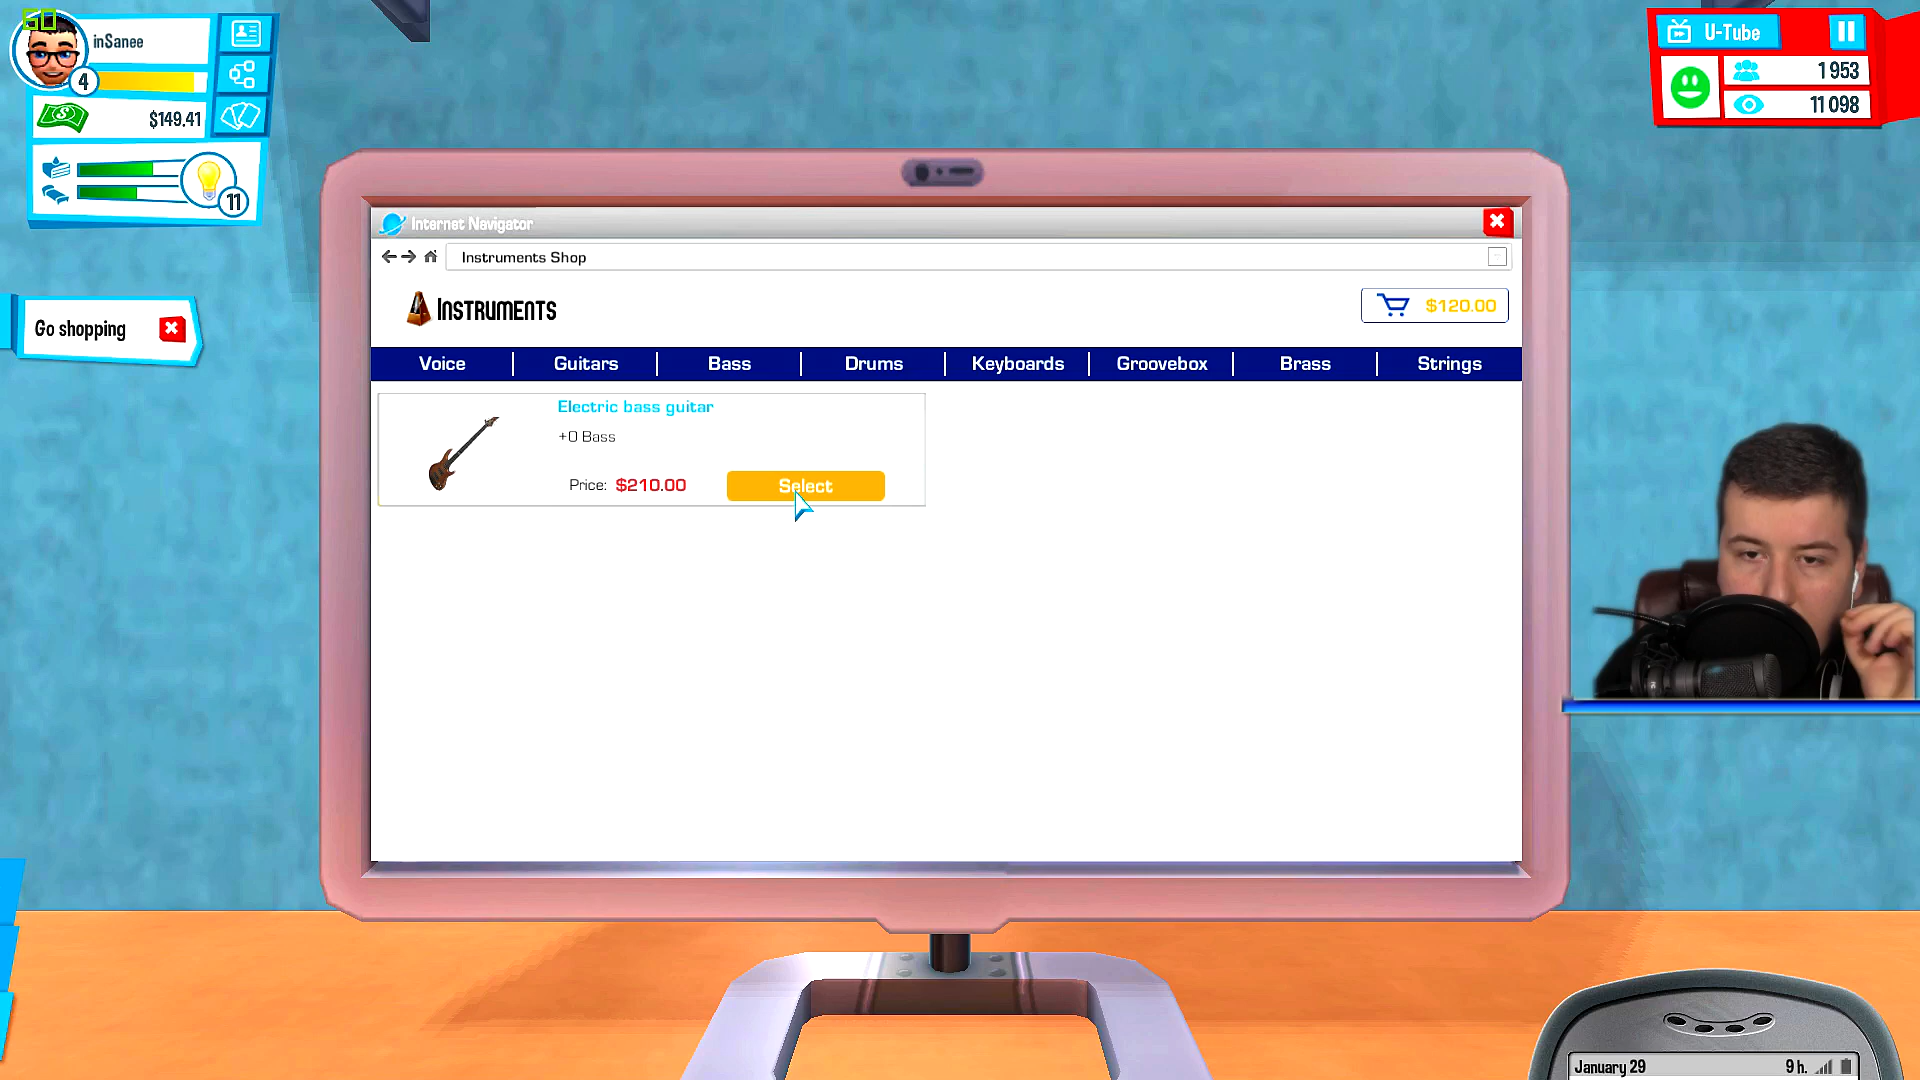 60
inSanee
4
$149.41
11
U-Tube
1 953
11 098
Go shopping
Internet Navigator
Instruments Shop
INSTRUMENTS
$120.00
Voice
Guitars
Bass
Drums
Keyboards
Groovebox
Brass
Strings
Electric bass guitar
+0 Bass
Price: $210.00
Select
January 29
9 h.